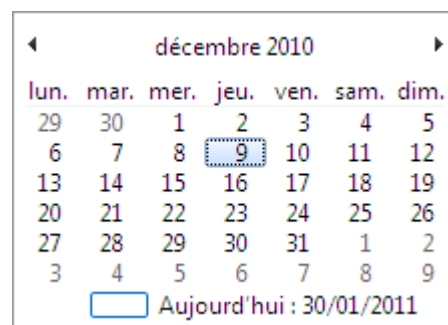 décembre 2010
lun. mar. mer. jeu. ven. sam. dim.
29 30 1 2 3 4 5
6 7 8 9 10 11 12
13 14 15 16 17 18 19
20 21 22 23 24 25 26
27 28 29 30 31 1 2
3 4 5 6 7 8 9
Aujourd'hui : 30/01/2011